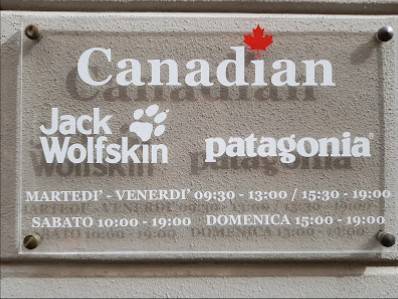 Canadian
Jack
Wolfskin
patagonia®
MARTEDI' - VENERDI' 09:30 - 13:00 / 15:30 - 19:00
SABATO 10:00 - 19:00 DOMENICA 15:00 - 19:00